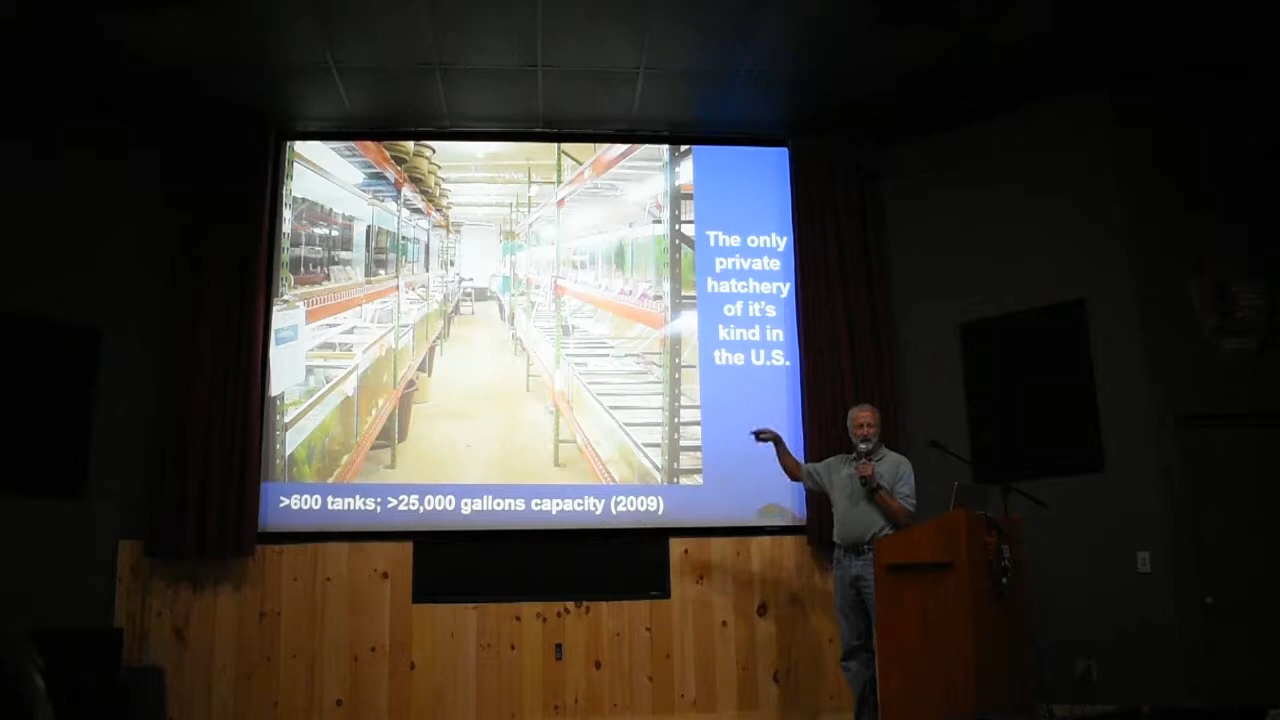 The only
private
hatchery
of it's
kind in
the U.S.
>600 tanks; >25,000 gallons capacity (2009)